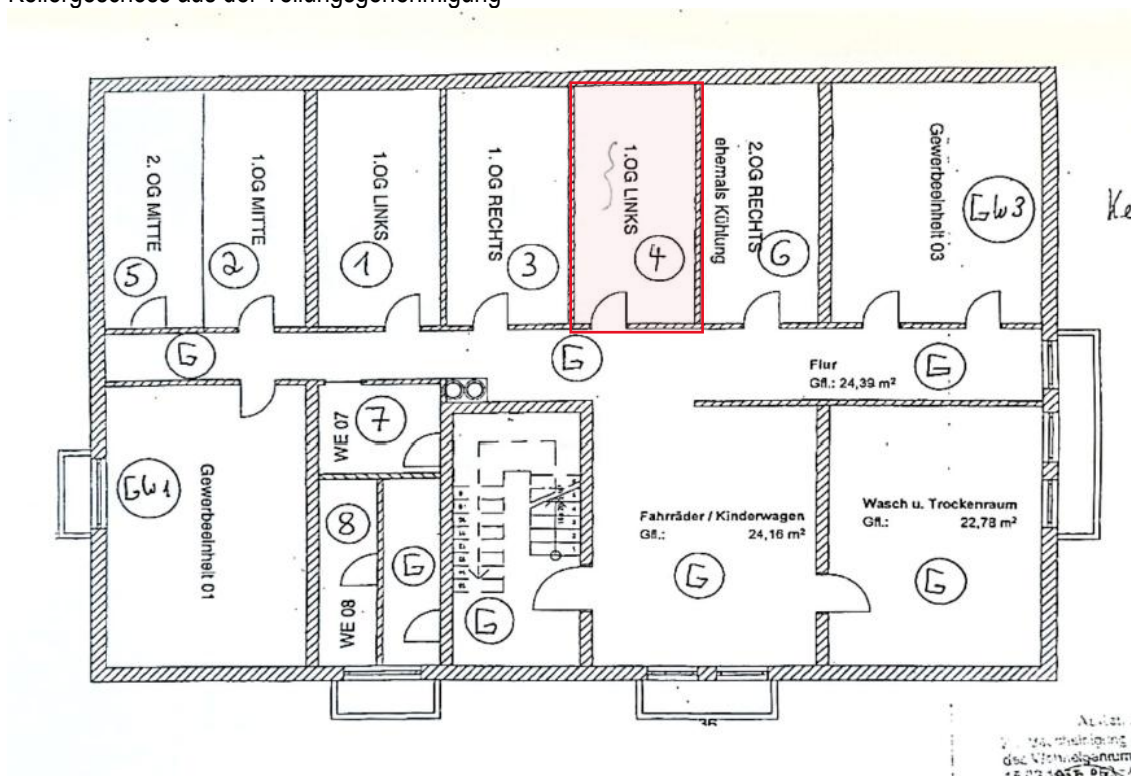 Kellergeschoss aus der Teilungsgenehmigung
2. OG MITTE
5
1.OG MITTE
2
1.OG LINKS
1
1. OG RECHTS
3
1.OG LINKS
4
2.OG RECHTS
ehemals Kühlung
6
Gewerbeeinheit 03
GW3
Ke
G
G
Flur
Gfl.: 24,39 m²
G
WE 07
7
GW1
Gewerbeeinheit 01
8
WE 08
G
G
Fahrräder / Kinderwagen
Gfl.: 24,16 m²
G
Wasch u. Trockenraum
Gfl.: 22,78 m²
G